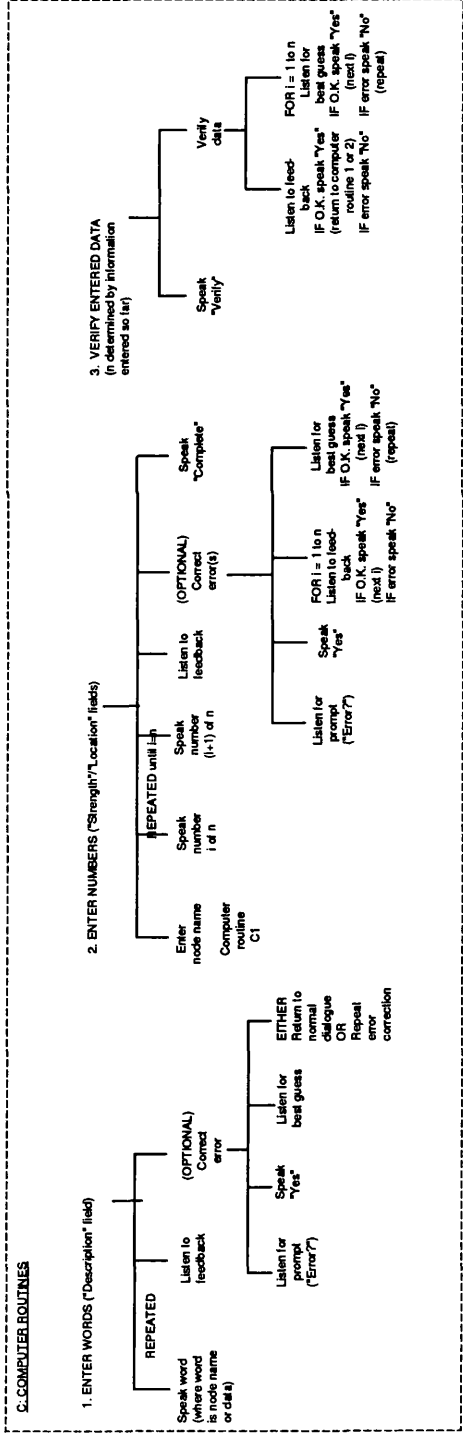 C: COMPUTER ROUTINES
1. ENTER WORDS ("Description" field)
REPEATED
Speak word
(where word
is node name
or data)
Listen to
feedback
(OPTIONAL)
Correct
error
Listen for
prompt
("Error?")
Speak
"Yes"
Listen for
best guess
EITHER
Return to
normal
dialogue
OR
Repeat
error
correction
2. ENTER NUMBERS ("Strength"/"Location" fields)
REPEATED until i=n
Enter
node name
Computer
routine
C1
Speak
number
i of n
Speak
number
(i+1) of n
Listen to
feedback
(OPTIONAL)
Correct
error(s)
Speak
"Complete"
Listen for
prompt
("Error?")
Speak
"Yes"
FOR i = 1 to n
Listen to feed-
back
IF O.K. speak "Yes"
(next i)
IF error speak "No"
Listen for
best guess
IF O.K. speak "Yes"
(next i)
IF error speak "No"
(repeat)
3. VERIFY ENTERED DATA
(n determined by information
entered so far)
Speak
"Verify"
Verify
data
Listen to feed-
back
IF O.K. speak "Yes"
(return to computer
routine 1 or 2)
IF error speak "No"
FOR i = 1 to n
Listen for
best guess
IF O.K. speak "Yes"
(next i)
IF error speak "No"
(repeat)